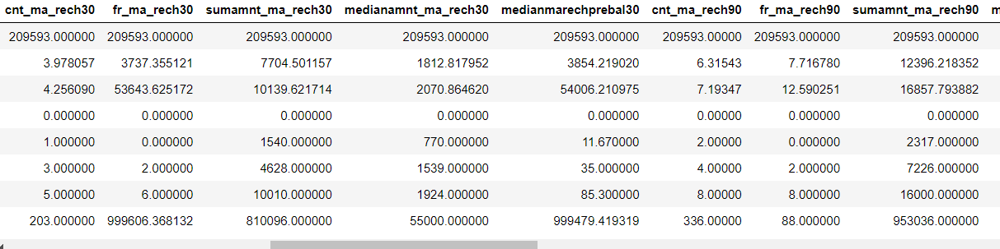 cnt_ma_rech30 fr_ma_rech30 sumamnt_ma_rech30 medianamnt_ma_rech30 medianmarechprebal30 cnt_ma_rech90 fr_ma_rech90 sumamnt_ma_rech90
209593.000000 209593.000000 209593.000000 209593.000000 209593.000000 209593.00000 209593.000000 209593.000000
3.978057 3737.355121 7704.501157 1812.817952 3854.219020 6.31543 7.716780 12396.218352
4.256090 53643.625172 10139.621714 2070.864620 54006.210975 7.19347 12.590251 16857.793882
0.000000 0.000000 0.000000 0.000000 0.000000 0.00000 0.000000 0.000000
1.000000 0.000000 1540.000000 770.000000 11.670000 2.00000 0.000000 2317.000000
3.000000 2.000000 4628.000000 1539.000000 35.000000 4.00000 2.000000 7226.000000
5.000000 6.000000 10010.000000 1924.000000 85.300000 8.00000 8.000000 16000.000000
203.000000 999606.368132 810096.000000 55000.000000 999479.419319 336.00000 88.000000 953036.000000